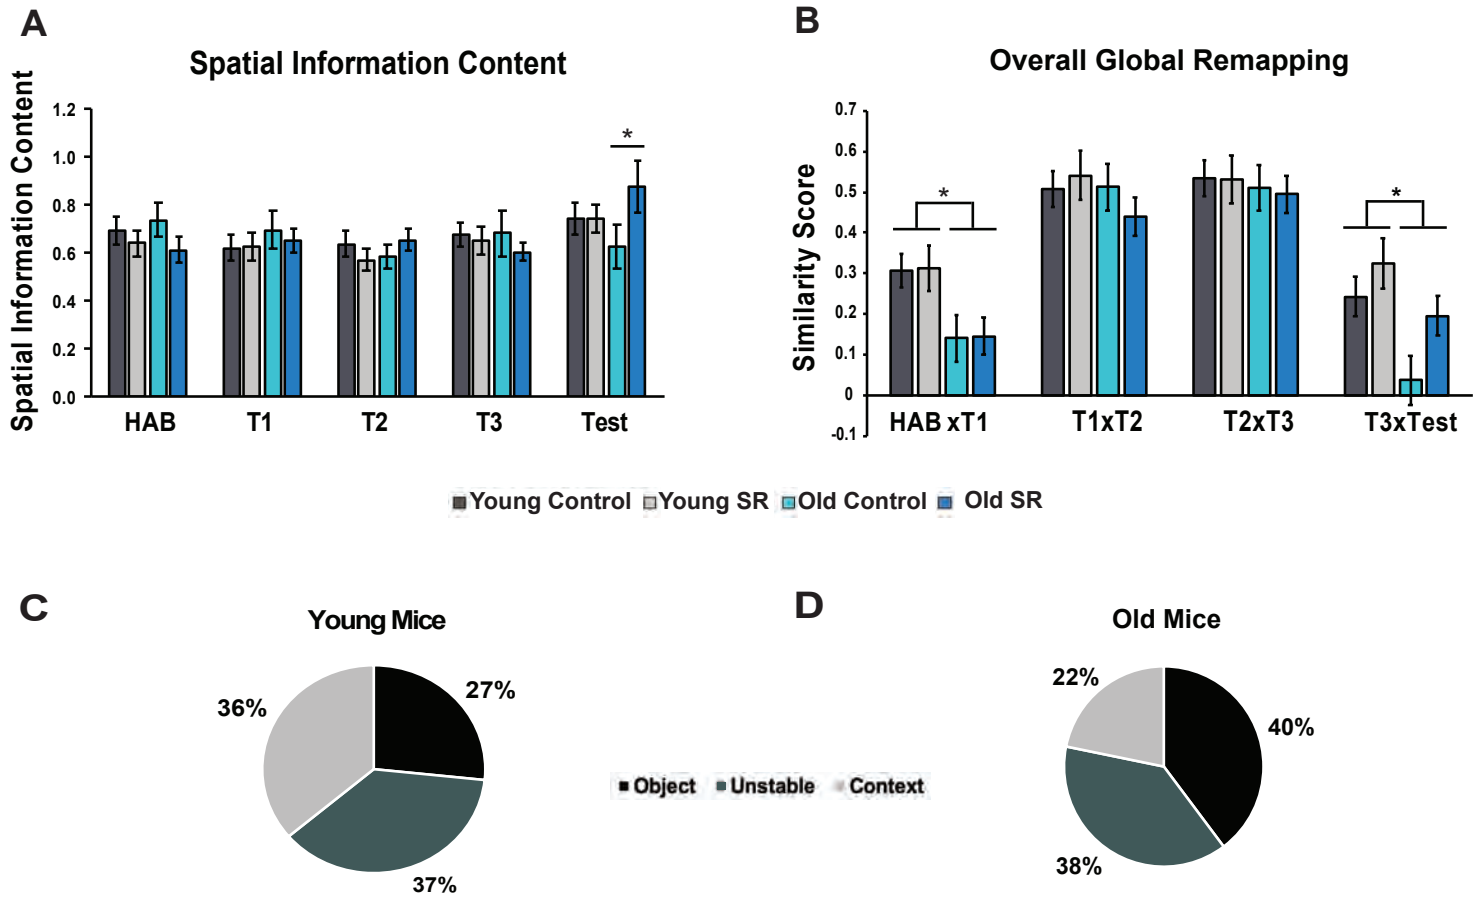 A
Spatial Information Content
Spatial Information Content
1.2
1.0
0.8
0.6
0.4
0.2
0.0
*
HAB T1 T2 T3 Test
B
Overall Global Remapping
Similarity Score
0.7
0.6
0.5
0.4
0.3
0.2
0.1
0
-0.1
* *
HAB xT1 T1xT2 T2xT3 T3xTest
Young Control Young SR Old Control Old SR
C
Young Mice
36%
27%
37%
D
Old Mice
22%
40%
38%
Object Unstable Context